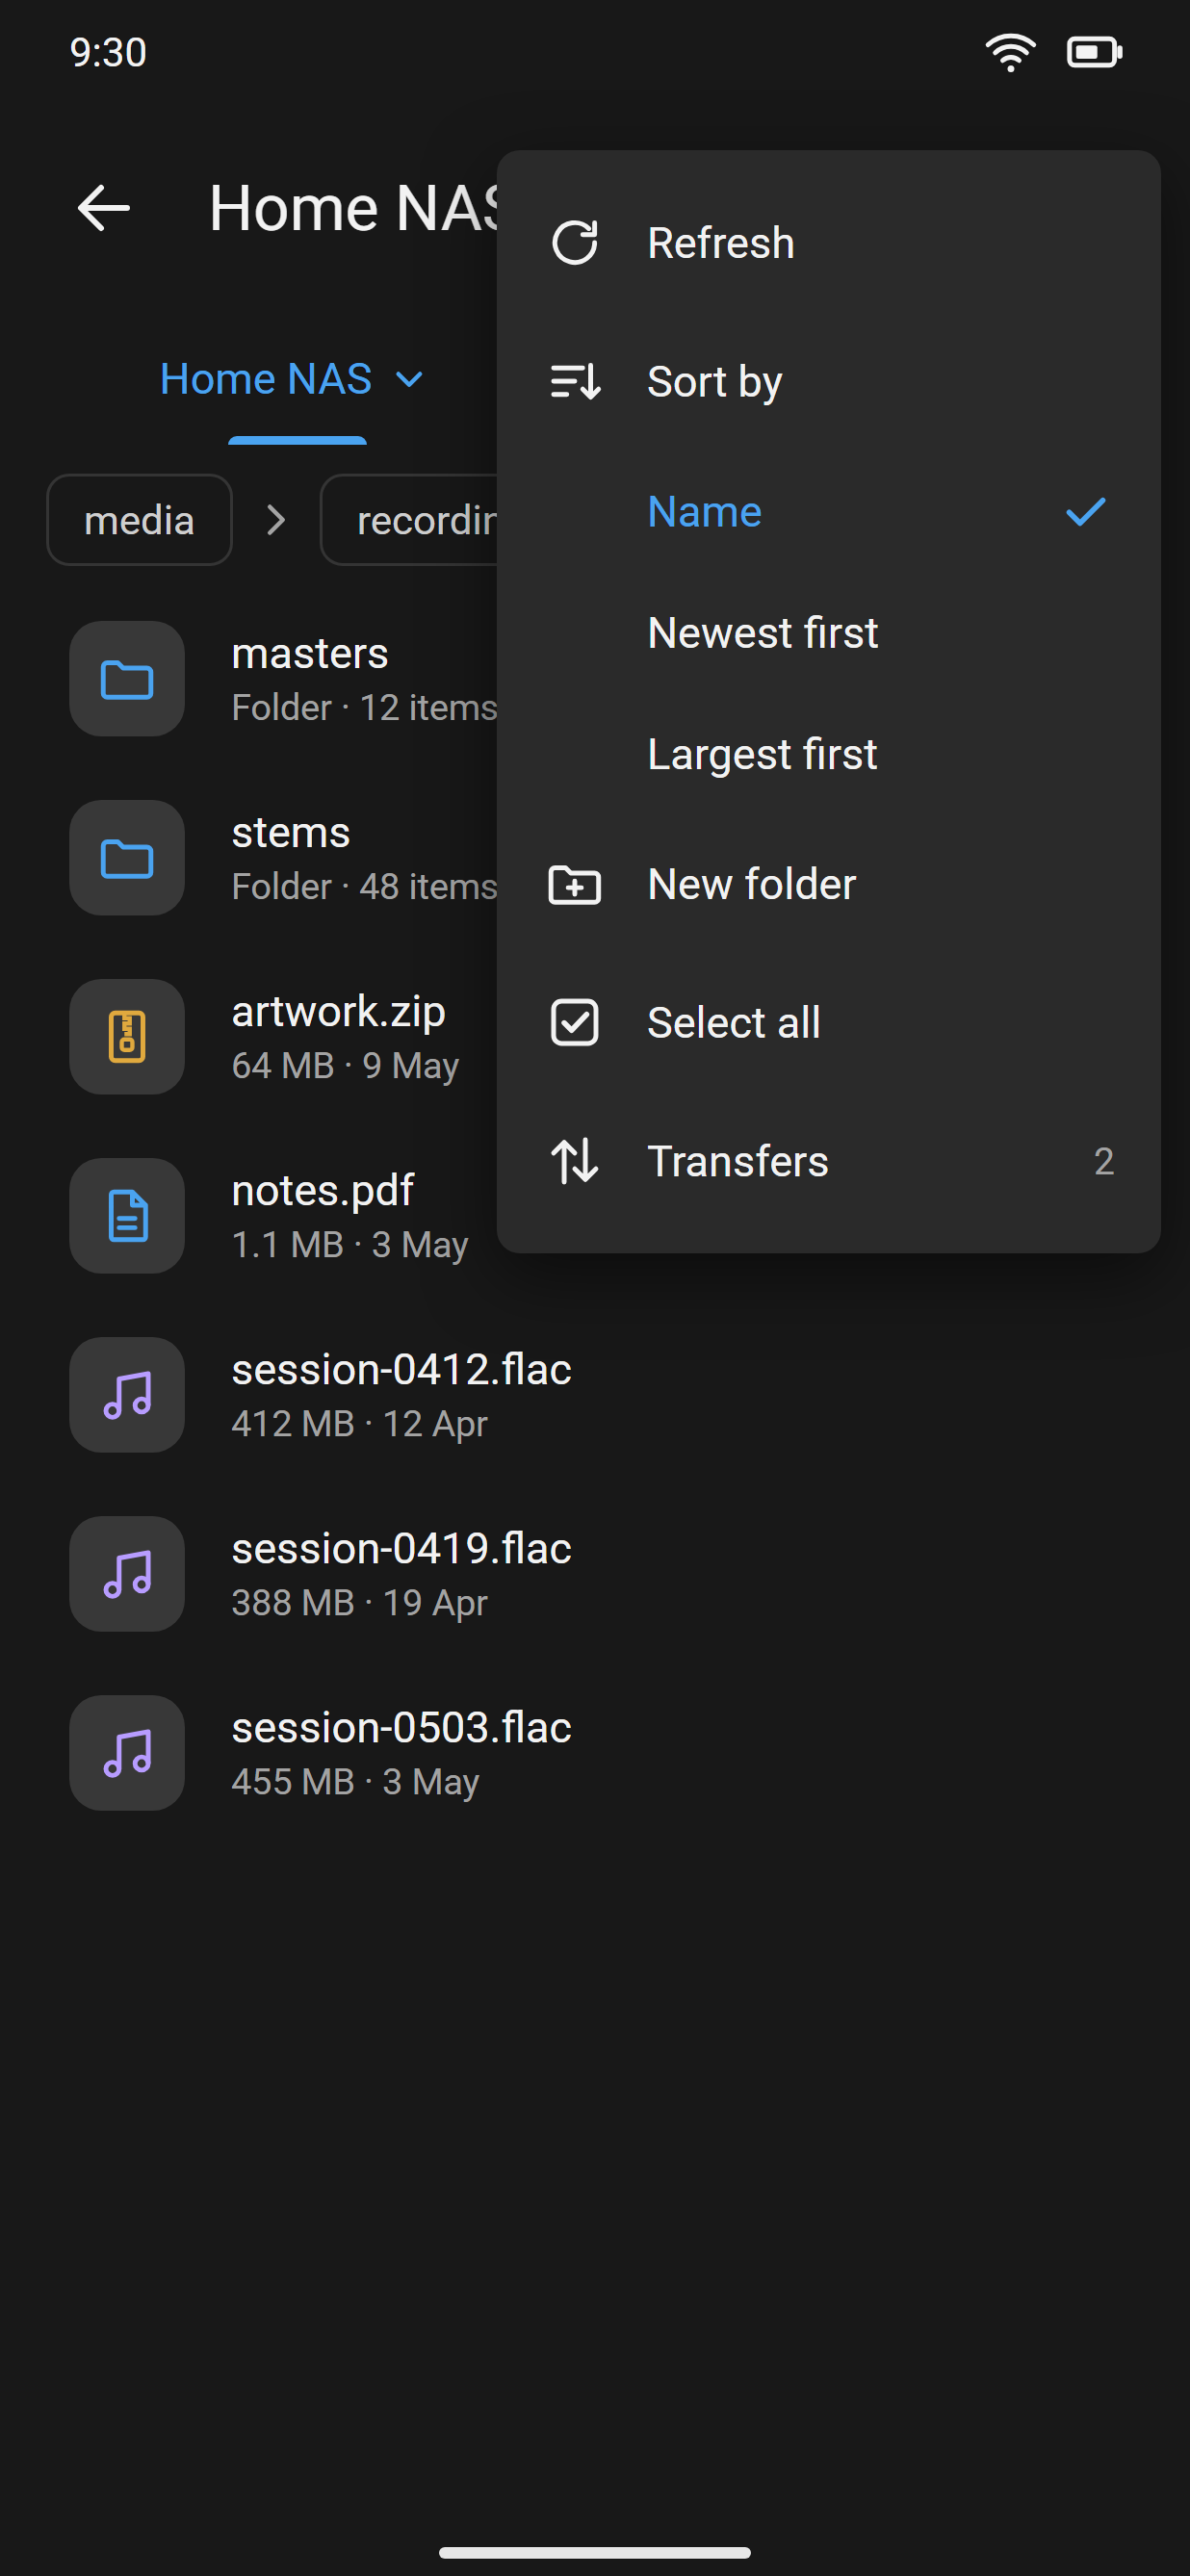 9:30
Home NAS
Home NAS
media
Refresh
Sort by
Name
Newest first
Largest first
New folder
Select all
Transfers 2
masters
Folder · 12 items
stems
Folder · 48 items
artwork.zip
64 MB · 9 May
notes.pdf
1.1 MB · 3 May
session-0412.flac
412 MB · 12 Apr
session-0419.flac
388 MB · 19 Apr
session-0503.flac
455 MB · 3 May